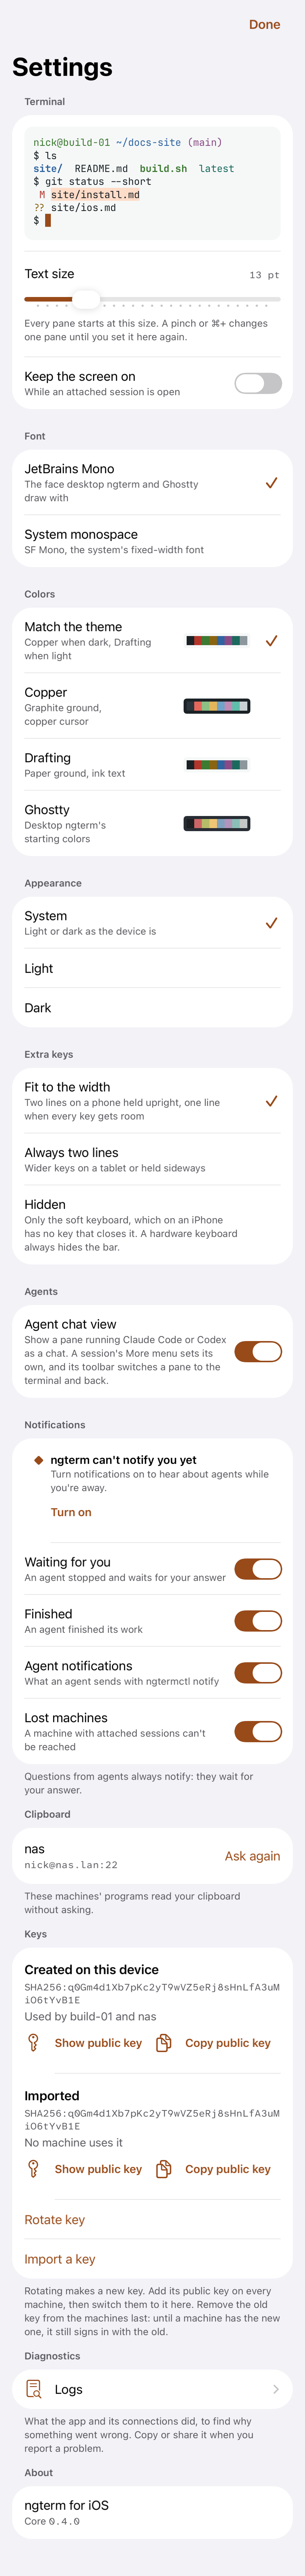 Done
Settings
Terminal
nick@build-01 ~/docs-site (main)
$ ls
site/  README.md  build.sh  latest
$ git status --short
 M site/install.md
?? site/ios.md
$
Text size 13 pt
Every pane starts at this size. A pinch or ⌘+ changes
one pane until you set it here again.
Keep the screen on
While an attached session is open
Font
JetBrains Mono
The face desktop ngterm and Ghostty
draw with
System monospace
SF Mono, the system's fixed-width font
Colors
Match the theme
Copper when dark, Drafting
when light
Copper
Graphite ground,
copper cursor
Drafting
Paper ground, ink text
Ghostty
Desktop ngterm's
starting colors
Appearance
System
Light or dark as the device is
Light
Dark
Extra keys
Fit to the width
Two lines on a phone held upright, one line
when every key gets room
Always two lines
Wider keys on a tablet or held sideways
Hidden
Only the soft keyboard, which on an iPhone
has no key that closes it. A hardware keyboard
always hides the bar.
Agents
Agent chat view
Show a pane running Claude Code or Codex
as a chat. A session's More menu sets its
own, and its toolbar switches a pane to the
terminal and back.
Notifications
ngterm can't notify you yet
Turn notifications on to hear about agents while
you're away.
Turn on
Waiting for you
An agent stopped and waits for your answer
Finished
An agent finished its work
Agent notifications
What an agent sends with ngtermctl notify
Lost machines
A machine with attached sessions can't
be reached
Questions from agents always notify: they wait for
your answer.
Clipboard
nas
nick@nas.lan:22
Ask again
These machines' programs read your clipboard
without asking.
Keys
Created on this device
SHA256:q0Gm4d1Xb7pKc2yT9wVZ5eRj8sHnLfA3uM
iO6tYvB1E
Used by build-01 and nas
Show public key Copy public key
Imported
SHA256:q0Gm4d1Xb7pKc2yT9wVZ5eRj8sHnLfA3uM
iO6tYvB1E
No machine uses it
Show public key Copy public key
Rotate key
Import a key
Rotating makes a new key. Add its public key on every
machine, then switch them to it here. Remove the old
key from the machines last: until a machine has the new
one, it still signs in with the old.
Diagnostics
Logs
What the app and its connections did, to find why
something went wrong. Copy or share it when you
report a problem.
About
ngterm for iOS
Core 0.4.0